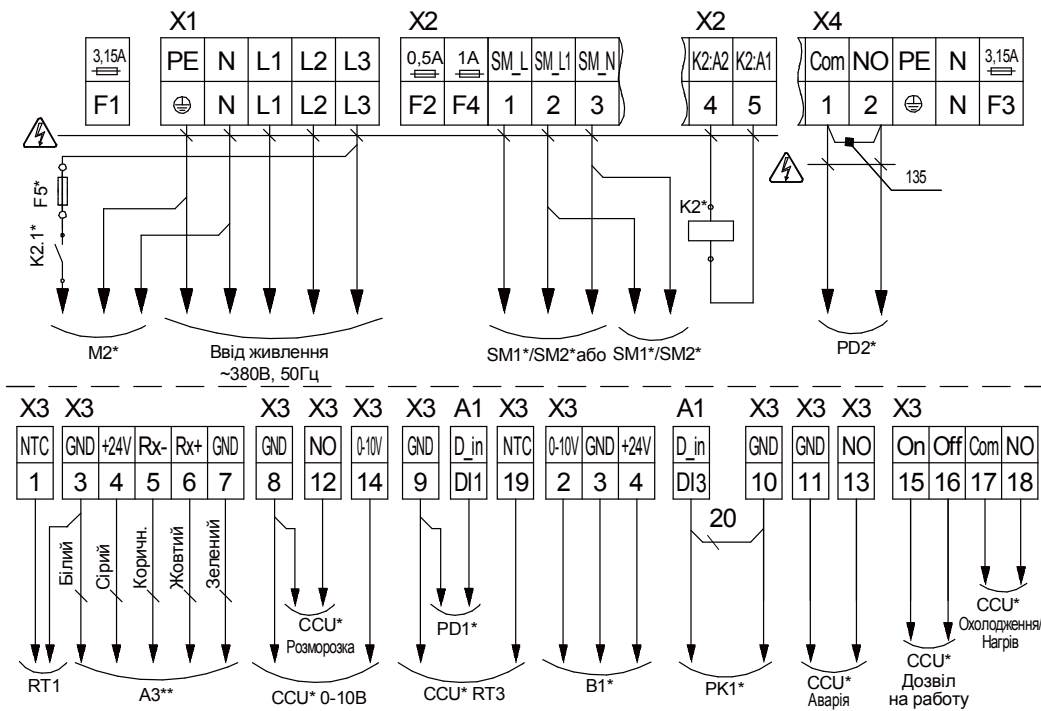 X1 X2 X2 X4
3,15A PE N L1 L2 L3 0,5A 1A SM_L SM_L1 SM_N K2:A2 K2:A1 Com NO PE N 3,15A
F1 N L1 L2 L3 F2 F4 1 2 3 4 5 1 2 N F3
135
F5*
K2.1*
K2*
M2*
Ввід живлення
~380В, 50Гц
SM1*/SM2*або SM1*/SM2*
PD2*
X3 X3 X3 X3 X3 X3 A1 X3 X3 A1 X3 X3 X3 X3
NTC GND +24V Rx- Rx+ GND GND NO 0-10V GND D_in NTC 0-10V GND +24V D_in GND GND NO On Off Com NO
1 3 4 5 6 7 8 12 14 9 DI1 19 2 3 4 DI3 10 11 13 15 16 17 18
20
Білий
Сірий
Коричн.
Жовтий
Зелений
CCU*
Розморозка
PD1*
CCU*
Охолодження/
Нагрів
RT1
A3**
CCU* 0-10В
CCU* RT3
B1*
PK1*
CCU*
Аварія
CCU*
Дозвіл
на работу